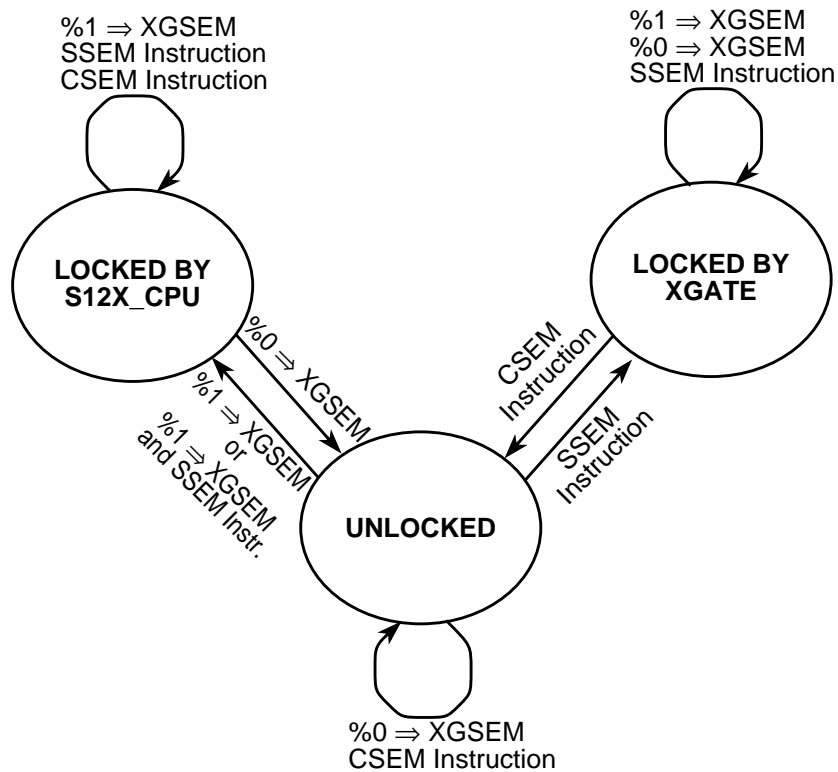 %1 ⇒ XGSEM
SSEM Instruction
CSEM Instruction
%1 ⇒ XGSEM
%0 ⇒ XGSEM
SSEM Instruction
LOCKED BY
S12X_CPU
LOCKED BY
XGATE
%0 ⇒ XGSEM
%1 ⇒ XGSEM
or
%1 ⇒ XGSEM
and SSEM Instr.
CSEM
Instruction
SSEM
Instruction
UNLOCKED
%0 ⇒ XGSEM
CSEM Instruction